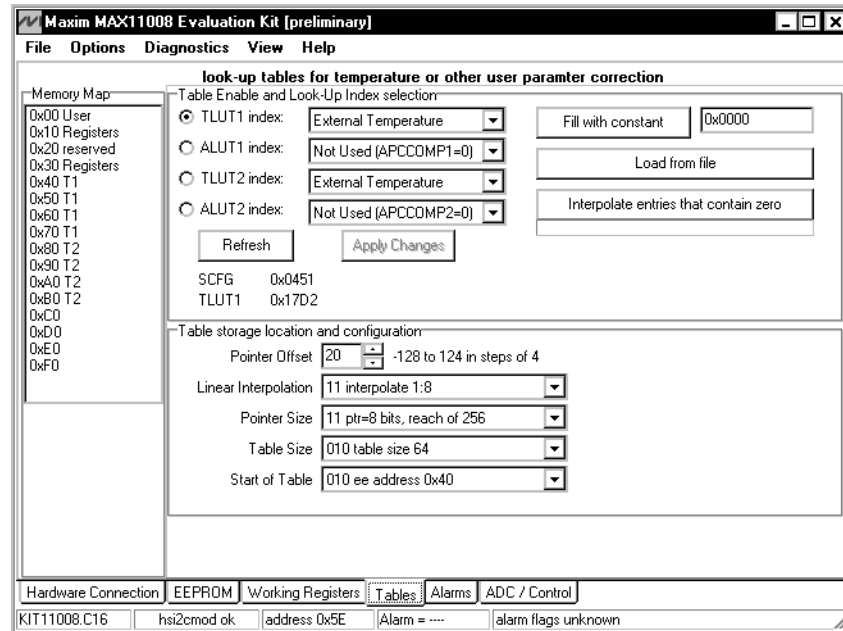 Maxim MAX11008 Evaluation Kit [preliminary]
File Options Diagnostics View Help
look-up tables for temperature or other user paramter correction
Memory Map
0x00 User
0x10 Registers
0x20 reserved
0x30 Registers
0x40 T1
0x50 T1
0x60 T1
0x70 T1
0x80 T2
0x90 T2
0xA0 T2
0xB0 T2
0xC0
0xD0
0xE0
0xF0
Table Enable and Look-Up Index selection
TLUT1 index: External Temperature
ALUT1 index: Not Used (APCCOMP1=0)
TLUT2 index: External Temperature
ALUT2 index: Not Used (APCCOMP2=0)
Refresh Apply Changes
SCFG 0x0451
TLUT1 0x17D2
Fill with constant 0x0000
Load from file
Interpolate entries that contain zero
Table storage location and configuration
Pointer Offset 20 -128 to 124 in steps of 4
Linear Interpolation 11 interpolate 1:8
Pointer Size 11 ptr=8 bits, reach of 256
Table Size 010 table size 64
Start of Table 010 ee address 0x40
Hardware Connection EEPROM Working Registers Tables Alarms ADC / Control
KIT11008.C16 hsi2cmod ok address 0x5E Alarm = ---- alarm flags unknown